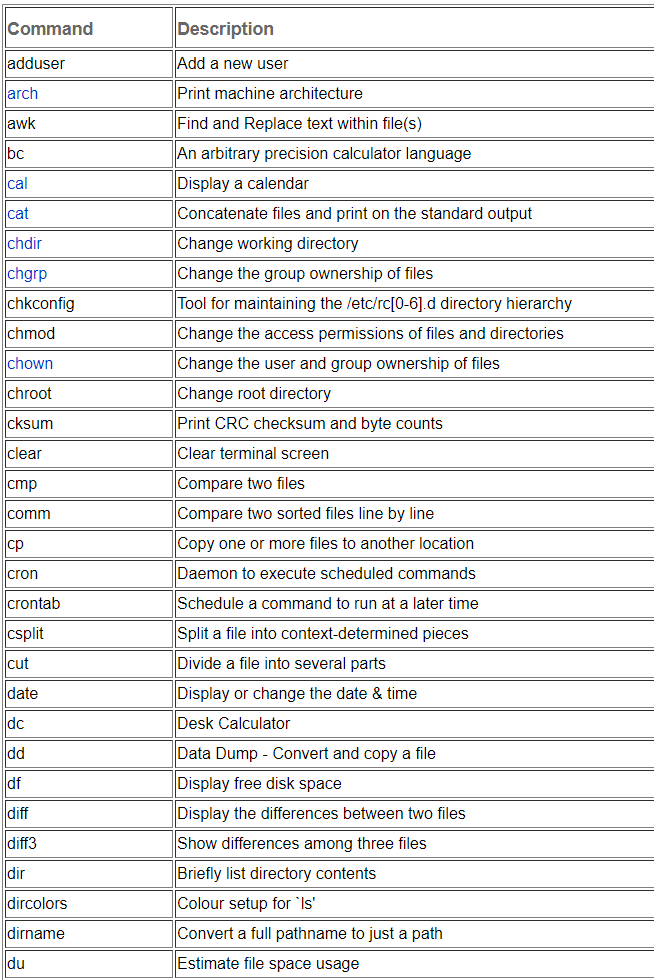 Command Description
adduser Add a new user
arch Print machine architecture
awk Find and Replace text within file(s)
bc An arbitrary precision calculator language
cal Display a calendar
cat Concatenate files and print on the standard output
chdir Change working directory
chgrp Change the group ownership of files
chkconfig Tool for maintaining the /etc/rc[0-6].d directory hierarchy
chmod Change the access permissions of files and directories
chown Change the user and group ownership of files
chroot Change root directory
cksum Print CRC checksum and byte counts
clear Clear terminal screen
cmp Compare two files
comm Compare two sorted files line by line
cp Copy one or more files to another location
cron Daemon to execute scheduled commands
crontab Schedule a command to run at a later time
csplit Split a file into context-determined pieces
cut Divide a file into several parts
date Display or change the date & time
dc Desk Calculator
dd Data Dump - Convert and copy a file
df Display free disk space
diff Display the differences between two files
diff3 Show differences among three files
dir Briefly list directory contents
dircolors Colour setup for `ls'
dirname Convert a full pathname to just a path
du Estimate file space usage